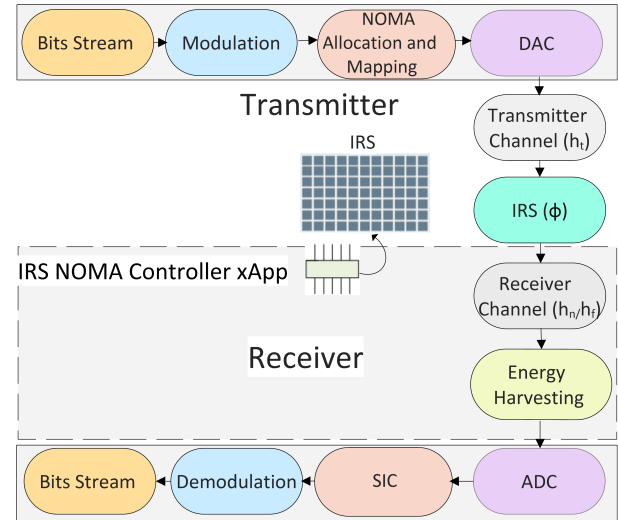 Bits Stream
Modulation
NOMA
Allocation and
Mapping
DAC
Transmitter
Transmitter
Channel (hₜ)
IRS
IRS (ϕ)
IRS NOMA Controller xApp
Receiver
Channel (hₙ/h_f)
Receiver
Energy
Harvesting
Bits Stream
Demodulation
SIC
ADC